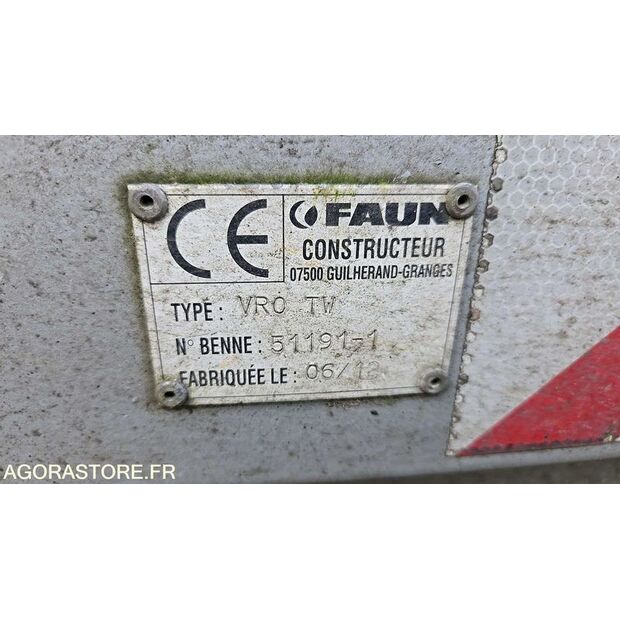 CE
FAUN
CONSTRUCTEUR
07500 GUILHERAND-GRANGES
TYPE : VRO TW
N° BENNE : 51191-1
FABRIQUÉE LE : 06/12
AGORASTORE.FR